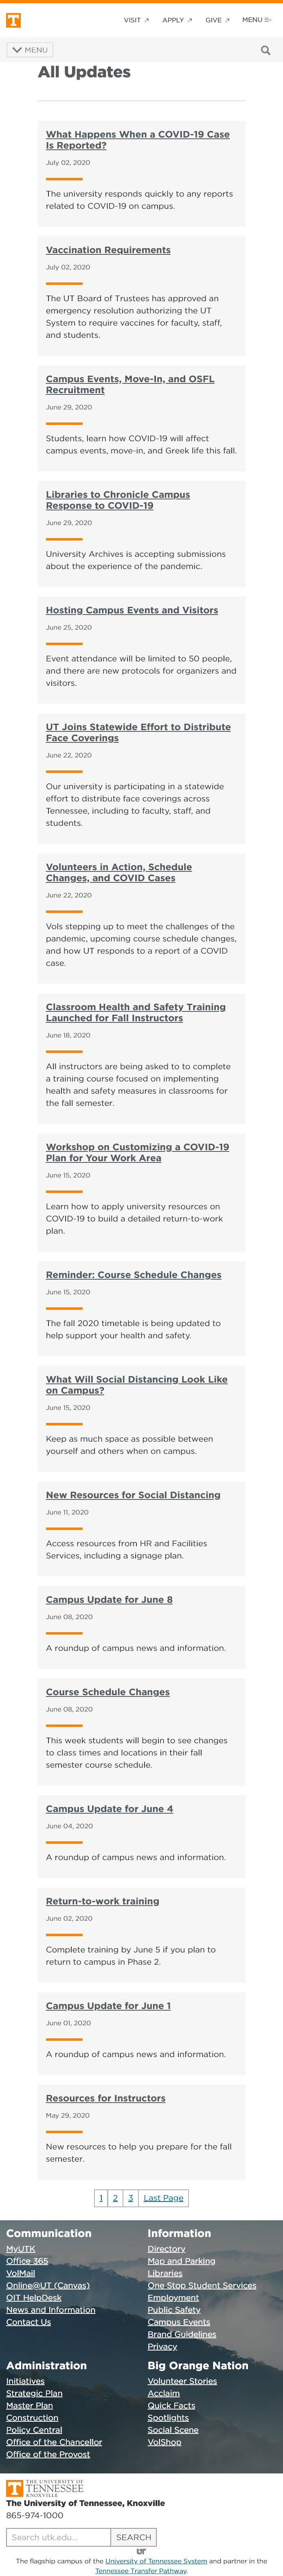 VISIT ↗ APPLY ↗ GIVE ↗ MENU
MENU
All Updates
What Happens When a COVID-19 Case
Is Reported?
July 02, 2020
The university responds quickly to any reports
related to COVID-19 on campus.
Vaccination Requirements
July 02, 2020
The UT Board of Trustees has approved an
emergency resolution authorizing the UT
System to require vaccines for faculty, staff,
and students.
Campus Events, Move-In, and OSFL
Recruitment
June 29, 2020
Students, learn how COVID-19 will affect
campus events, move-in, and Greek life this fall.
Libraries to Chronicle Campus
Response to COVID-19
June 29, 2020
University Archives is accepting submissions
about the experience of the pandemic.
Hosting Campus Events and Visitors
June 25, 2020
Event attendance will be limited to 50 people,
and there are new protocols for organizers and
visitors.
UT Joins Statewide Effort to Distribute
Face Coverings
June 22, 2020
Our university is participating in a statewide
effort to distribute face coverings across
Tennessee, including to faculty, staff, and
students.
Volunteers in Action, Schedule
Changes, and COVID Cases
June 22, 2020
Vols stepping up to meet the challenges of the
pandemic, upcoming course schedule changes,
and how UT responds to a report of a COVID
case.
Classroom Health and Safety Training
Launched for Fall Instructors
June 18, 2020
All instructors are being asked to to complete
a training course focused on implementing
health and safety measures in classrooms for
the fall semester.
Workshop on Customizing a COVID-19
Plan for Your Work Area
June 15, 2020
Learn how to apply university resources on
COVID-19 to build a detailed return-to-work
plan.
Reminder: Course Schedule Changes
June 15, 2020
The fall 2020 timetable is being updated to
help support your health and safety.
What Will Social Distancing Look Like
on Campus?
June 15, 2020
Keep as much space as possible between
yourself and others when on campus.
New Resources for Social Distancing
June 11, 2020
Access resources from HR and Facilities
Services, including a signage plan.
Campus Update for June 8
June 08, 2020
A roundup of campus news and information.
Course Schedule Changes
June 08, 2020
This week students will begin to see changes
to class times and locations in their fall
semester course schedule.
Campus Update for June 4
June 04, 2020
A roundup of campus news and information.
Return-to-work training
June 02, 2020
Complete training by June 5 if you plan to
return to campus in Phase 2.
Campus Update for June 1
June 01, 2020
A roundup of campus news and information.
Resources for Instructors
May 29, 2020
New resources to help you prepare for the fall
semester.
1 2 3 Last Page
Communication
MyUTK
Office 365
VolMail
Online@UT (Canvas)
OIT HelpDesk
News and Information
Contact Us
Information
Directory
Map and Parking
Libraries
One Stop Student Services
Employment
Public Safety
Campus Events
Brand Guidelines
Privacy
Administration
Initiatives
Strategic Plan
Master Plan
Construction
Policy Central
Office of the Chancellor
Office of the Provost
Big Orange Nation
Volunteer Stories
Acclaim
Quick Facts
Spotlights
Social Scene
VolShop
T THE UNIVERSITY OF
TENNESSEE
KNOXVILLE
The University of Tennessee, Knoxville
865-974-1000
Search utk.edu... SEARCH
UT
The flagship campus of the University of Tennessee System and partner in the
Tennessee Transfer Pathway.